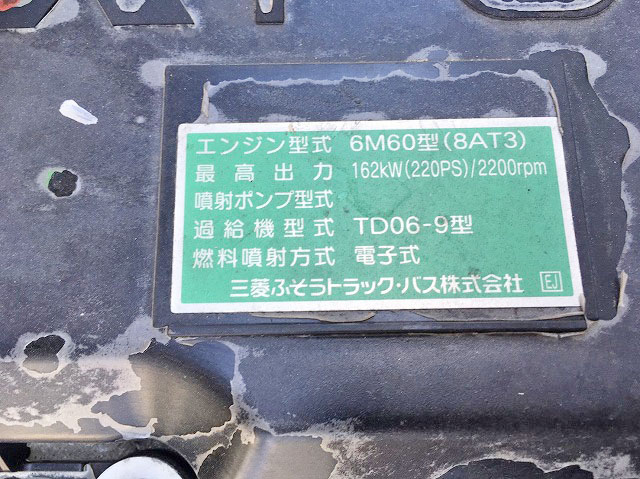 エンジン型式 6M60型(8AT3)
最高出力 162kW(220PS)/2200rpm
噴射ポンプ型式
過給機型式 TD06-9型
燃料噴射方式 電子式
三菱ふそうトラック・バス株式会社 EJ